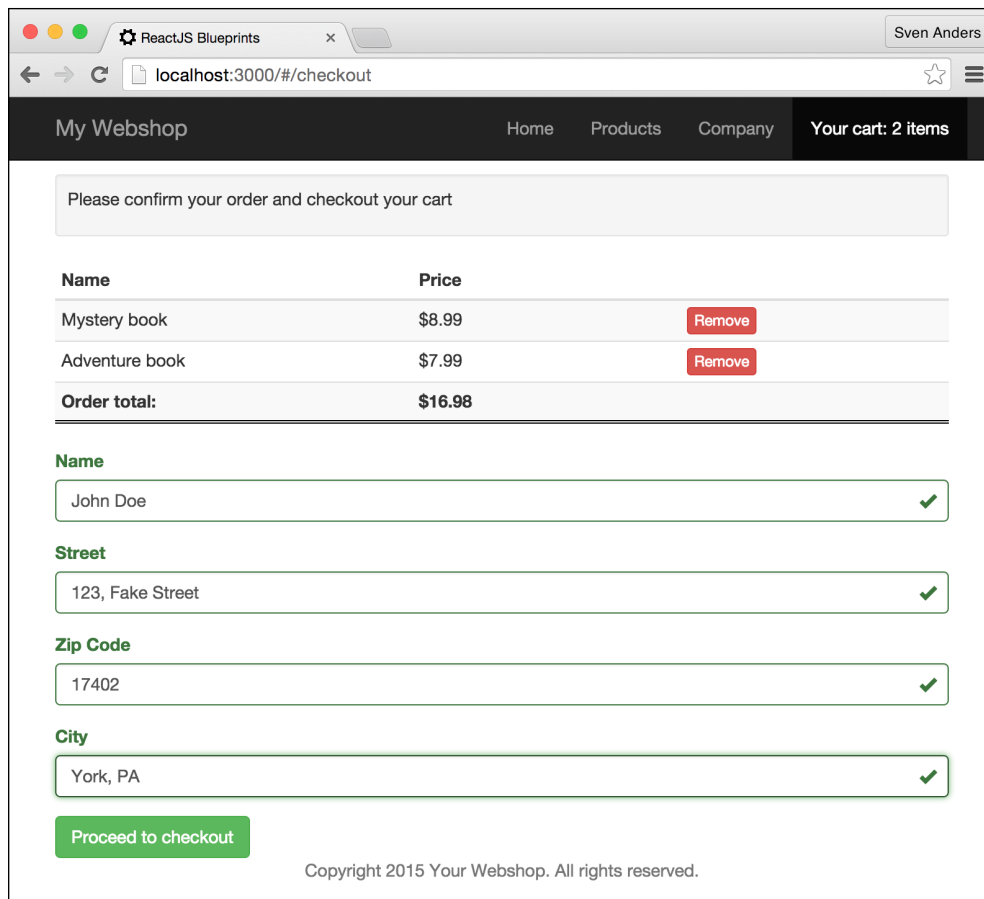 ReactJS Blueprints
Sven Anders
localhost:3000/#/checkout
My Webshop Home Products Company Your cart: 2 items
Please confirm your order and checkout your cart
Name Price
Mystery book $8.99 Remove
Adventure book $7.99 Remove
Order total: $16.98
Name
John Doe
Street
123, Fake Street
Zip Code
17402
City
York, PA
Proceed to checkout
Copyright 2015 Your Webshop. All rights reserved.